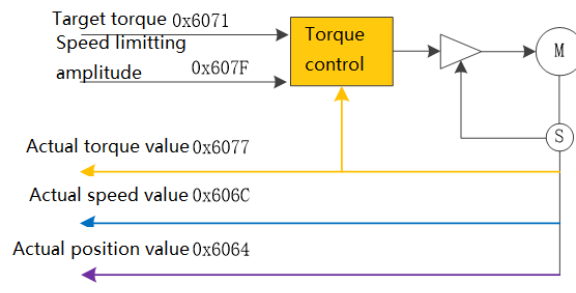 Target torque 0x6071
Speed limitting
amplitude 0x607F
Torque
control
M
S
Actual torque value 0x6077
Actual speed value 0x606C
Actual position value 0x6064